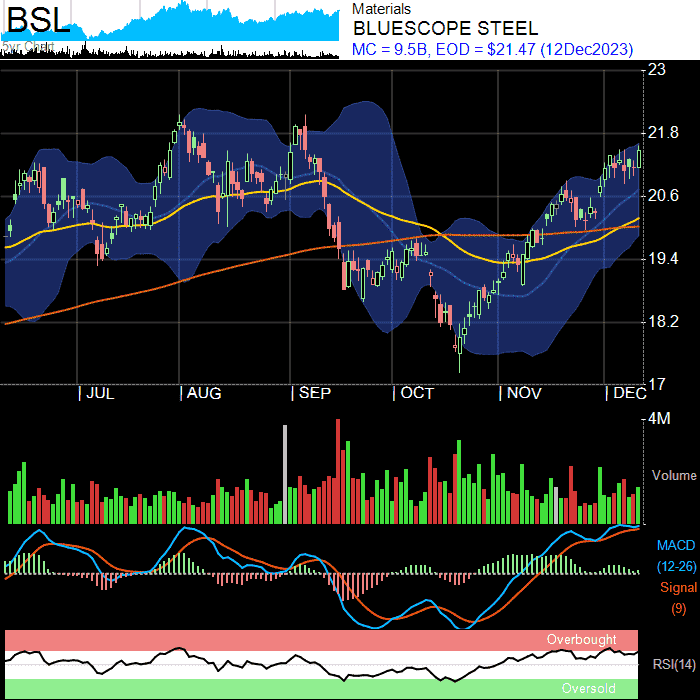 BSL
5yr Chart
Materials
BLUESCOPE STEEL
MC = 9.5B, EOD = $21.47 (12Dec2023)
23
21.8
20.6
19.4
18.2
17
JUL AUG SEP OCT NOV DEC
4M
Volume
MACD
(12-26)
Signal
(9)
Overbought
RSI(14)
Oversold